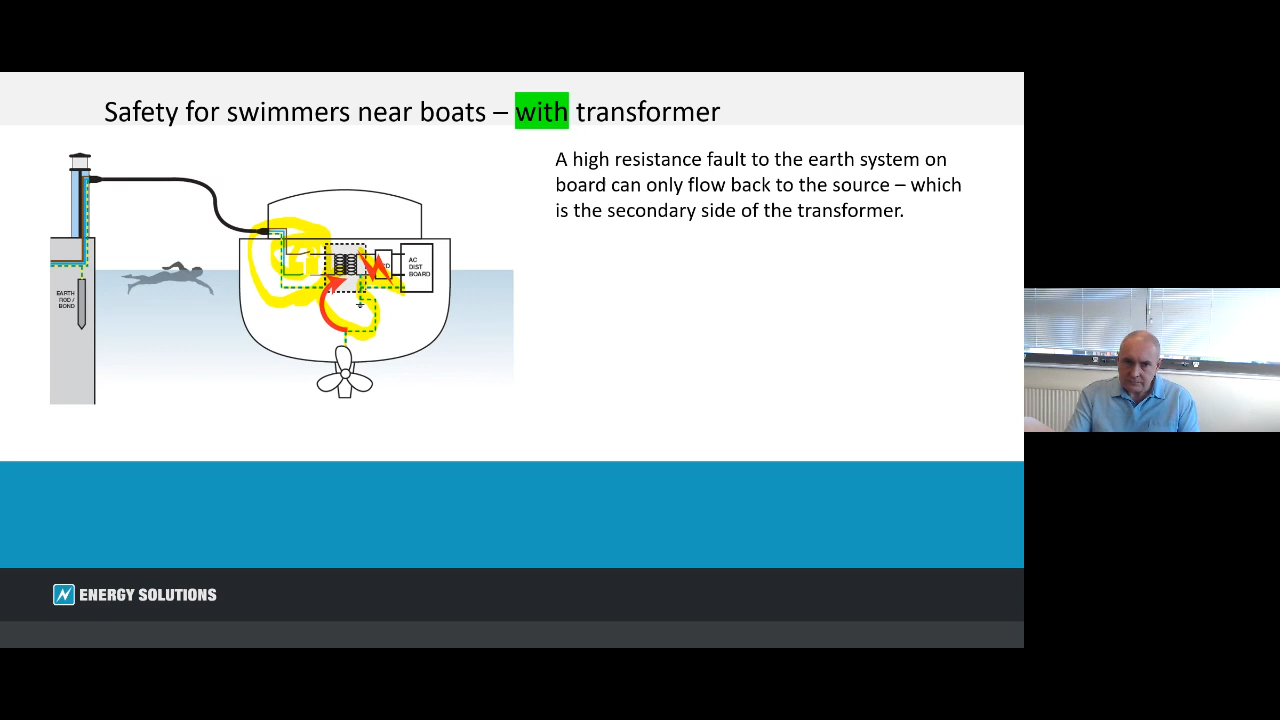 Safety for swimmers near boats – with transformer
A high resistance fault to the earth system on
board can only flow back to the source – which
is the secondary side of the transformer.
AC
DIST
BOARD
EARTH
ROD /
BOND
ENERGY SOLUTIONS